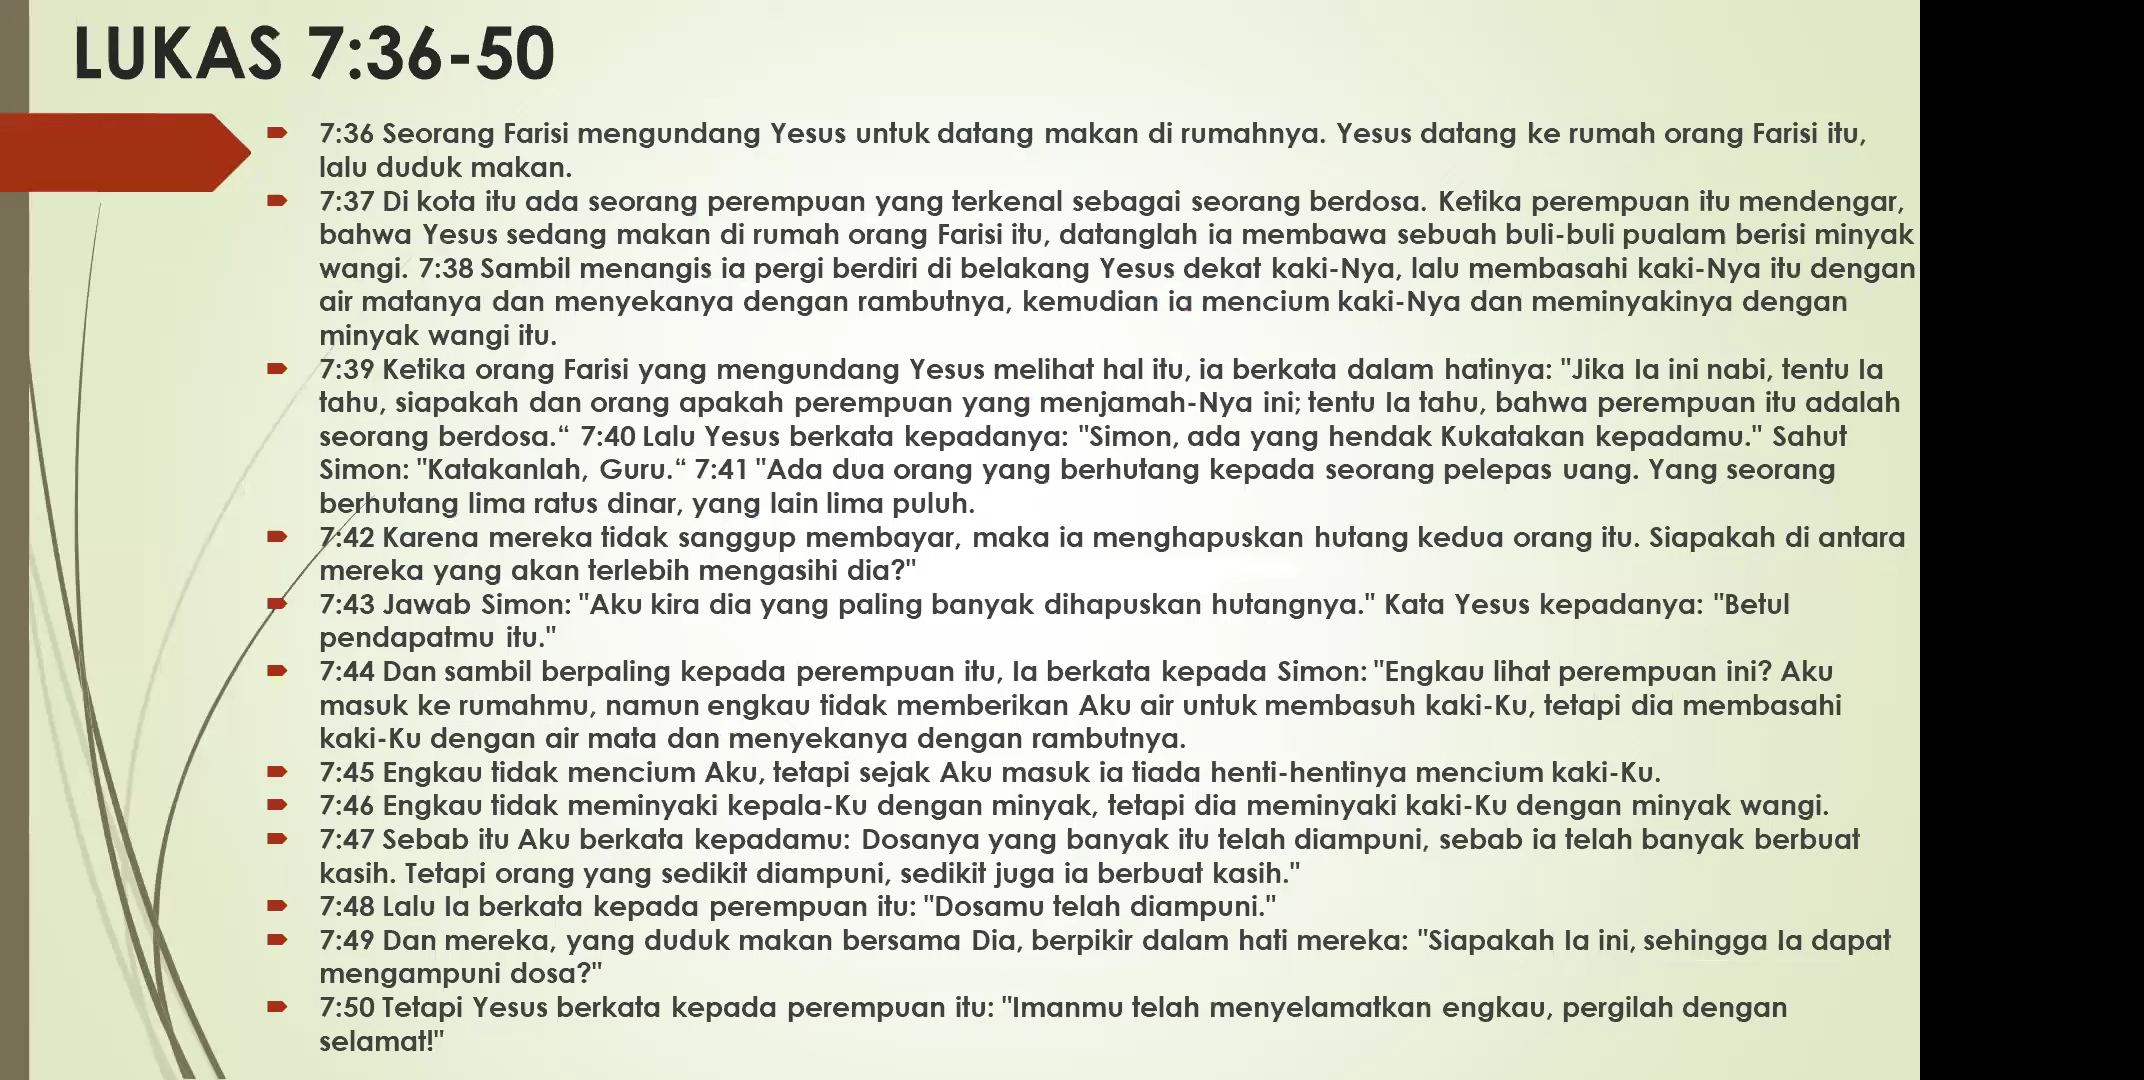 LUKAS 7:36-50
7:36 Seorang Farisi mengundang Yesus untuk datang makan di rumahnya. Yesus datang ke rumah orang Farisi itu,
lalu duduk makan.
7:37 Di kota itu ada seorang perempuan yang terkenal sebagai seorang berdosa. Ketika perempuan itu mendengar,
bahwa Yesus sedang makan di rumah orang Farisi itu, datanglah ia membawa sebuah buli-buli pualam berisi minyak
wangi. 7:38 Sambil menangis ia pergi berdiri di belakang Yesus dekat kaki-Nya, lalu membasahi kaki-Nya itu dengan
air matanya dan menyekanya dengan rambutnya, kemudian ia mencium kaki-Nya dan meminyakinya dengan
minyak wangi itu.
7:39 Ketika orang Farisi yang mengundang Yesus melihat hal itu, ia berkata dalam hatinya: "Jika Ia ini nabi, tentu Ia
tahu, siapakah dan orang apakah perempuan yang menjamah-Nya ini; tentu Ia tahu, bahwa perempuan itu adalah
seorang berdosa.“ 7:40 Lalu Yesus berkata kepadanya: "Simon, ada yang hendak Kukatakan kepadamu." Sahut
Simon: "Katakanlah, Guru.“ 7:41 "Ada dua orang yang berhutang kepada seorang pelepas uang. Yang seorang
berhutang lima ratus dinar, yang lain lima puluh.
7:42 Karena mereka tidak sanggup membayar, maka ia menghapuskan hutang kedua orang itu. Siapakah di antara
mereka yang akan terlebih mengasihi dia?"
7:43 Jawab Simon: "Aku kira dia yang paling banyak dihapuskan hutangnya." Kata Yesus kepadanya: "Betul
pendapatmu itu."
7:44 Dan sambil berpaling kepada perempuan itu, Ia berkata kepada Simon: "Engkau lihat perempuan ini? Aku
masuk ke rumahmu, namun engkau tidak memberikan Aku air untuk membasuh kaki-Ku, tetapi dia membasahi
kaki-Ku dengan air mata dan menyekanya dengan rambutnya.
7:45 Engkau tidak mencium Aku, tetapi sejak Aku masuk ia tiada henti-hentinya mencium kaki-Ku.
7:46 Engkau tidak meminyaki kepala-Ku dengan minyak, tetapi dia meminyaki kaki-Ku dengan minyak wangi.
7:47 Sebab itu Aku berkata kepadamu: Dosanya yang banyak itu telah diampuni, sebab ia telah banyak berbuat
kasih. Tetapi orang yang sedikit diampuni, sedikit juga ia berbuat kasih."
7:48 Lalu Ia berkata kepada perempuan itu: "Dosamu telah diampuni."
7:49 Dan mereka, yang duduk makan bersama Dia, berpikir dalam hati mereka: "Siapakah Ia ini, sehingga Ia dapat
mengampuni dosa?"
7:50 Tetapi Yesus berkata kepada perempuan itu: "Imanmu telah menyelamatkan engkau, pergilah dengan
selamat!"